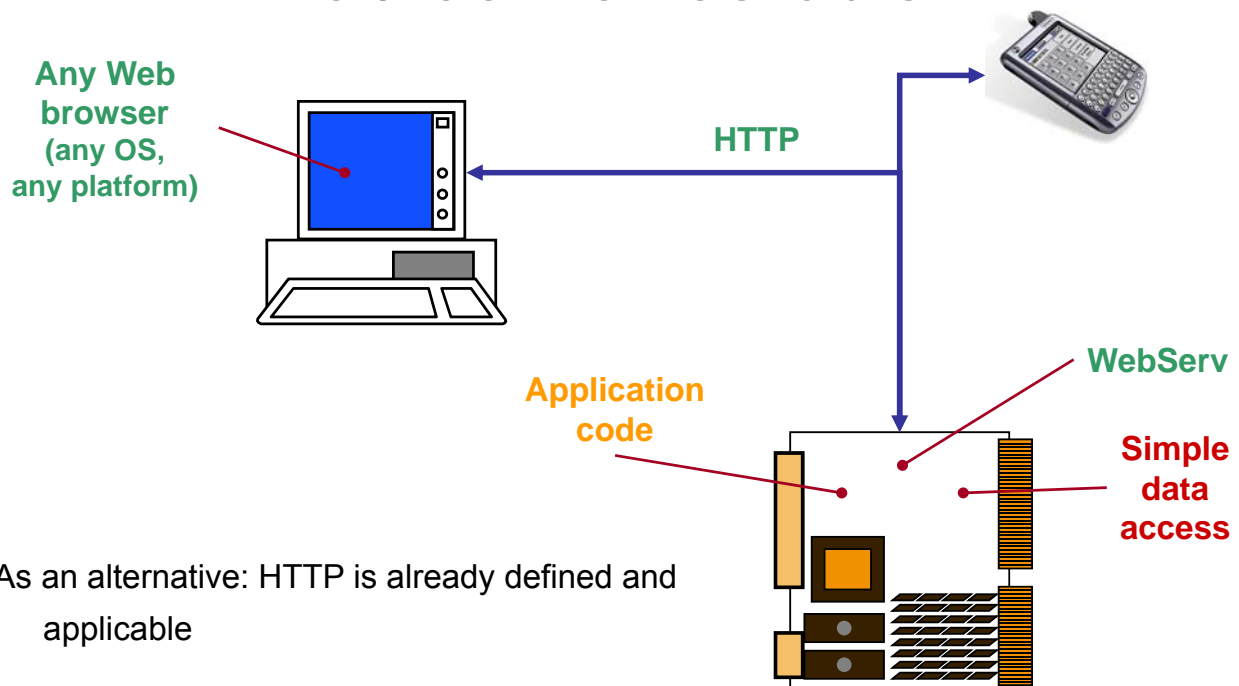 Any Web
browser
(any OS,
any platform)
HTTP
WebServ
Application
code
Simple
data
access
As an alternative: HTTP is already defined and
applicable